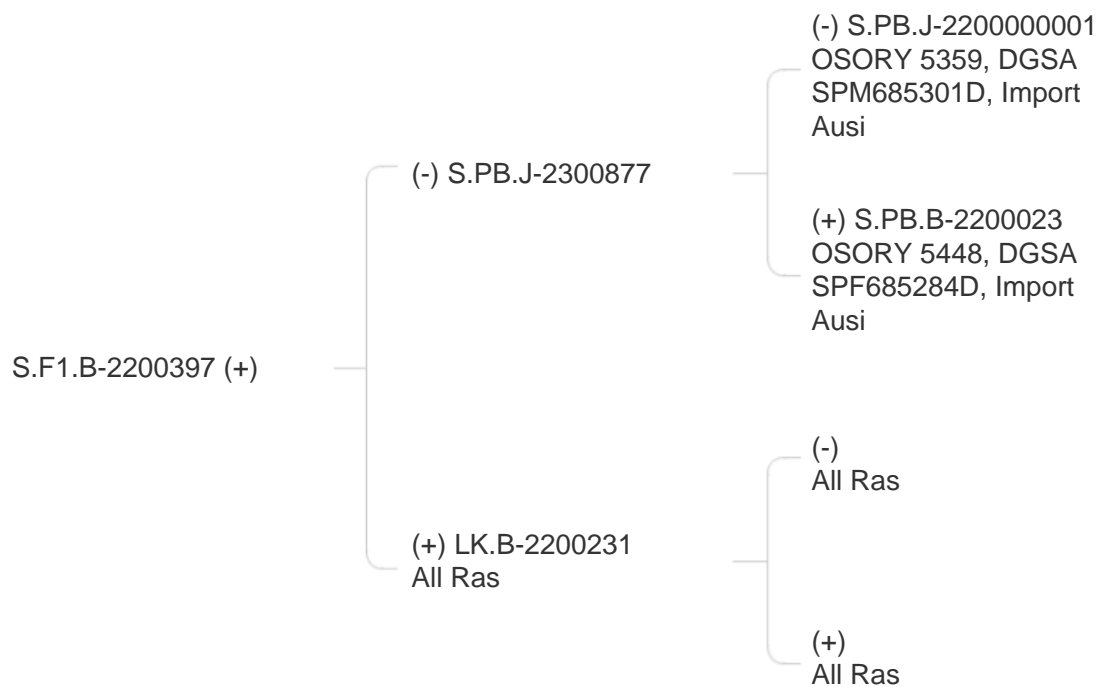 (-) S.PB.J-2200000001
OSORY 5359, DGSA
SPM685301D, Import
Ausi
(-) S.PB.J-2300877
(+) S.PB.B-2200023
OSORY 5448, DGSA
SPF685284D, Import
Ausi
S.F1.B-2200397 (+)
(-)
All Ras
(+) LK.B-2200231
All Ras
(+)
All Ras